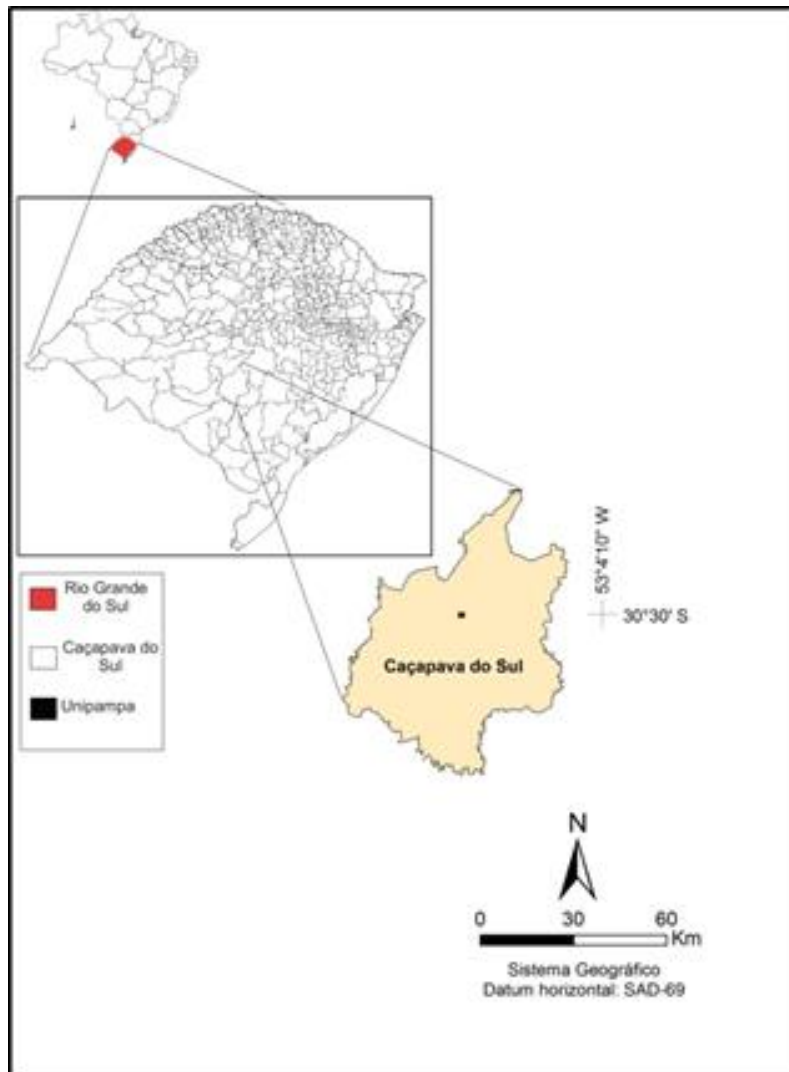 Rio Grande
do Sul
Caçapava do
Sul
Unipampa
53°4'10" W
30°30' S
Caçapava do Sul
N
0 30 60
Km
Sistema Geográfico
Datum horizontal: SAD-69